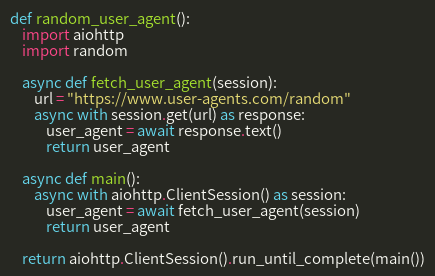 def random_user_agent():
import aiohttp
import random
async def fetch_user_agent(session):
url = "https://www.user-agents.com/random"
async with session.get(url) as response:
user_agent = await response.text()
return user_agent
async def main():
async with aiohttp.ClientSession() as session:
user_agent = await fetch_user_agent(session)
return user_agent
return aiohttp.ClientSession().run_until_complete(main())